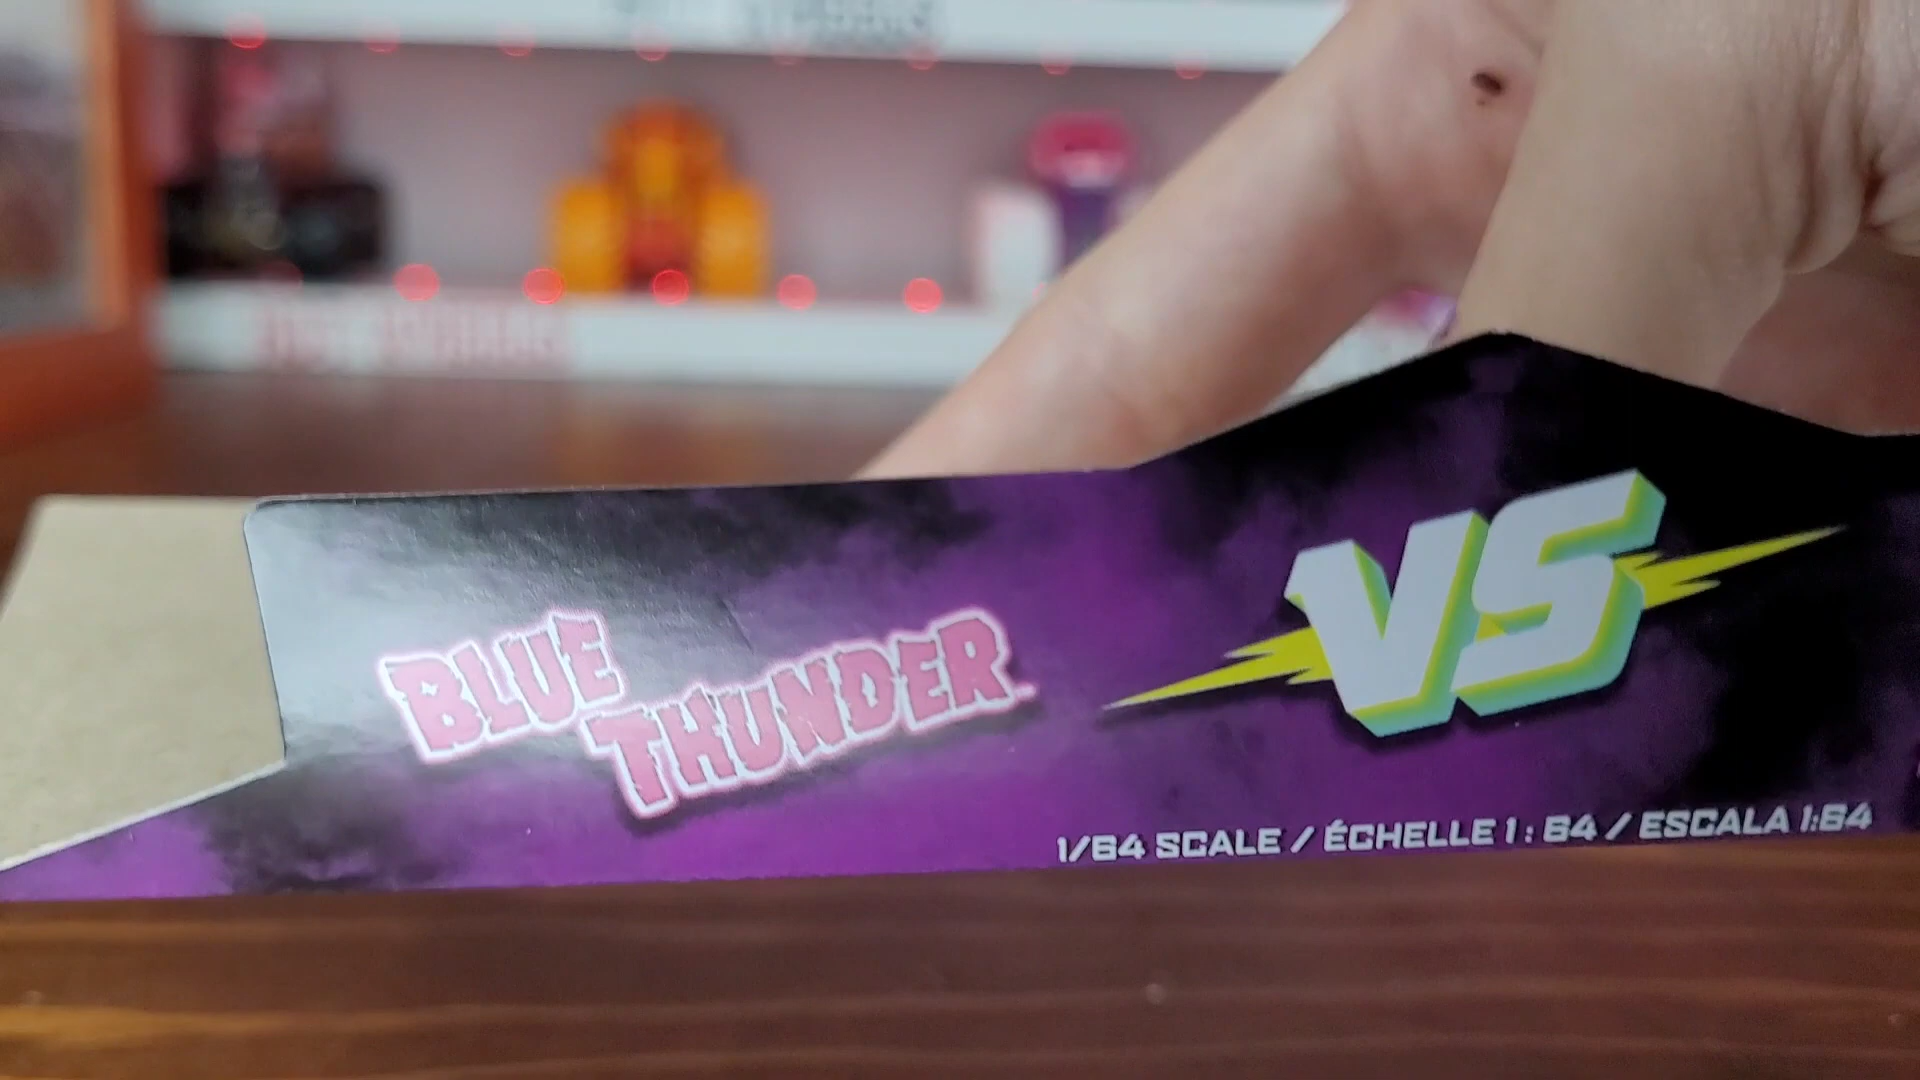 BLUE
THUNDER
VS
1/64 SCALE / ÉCHELLE 1 : 64 / ESCALA 1:64